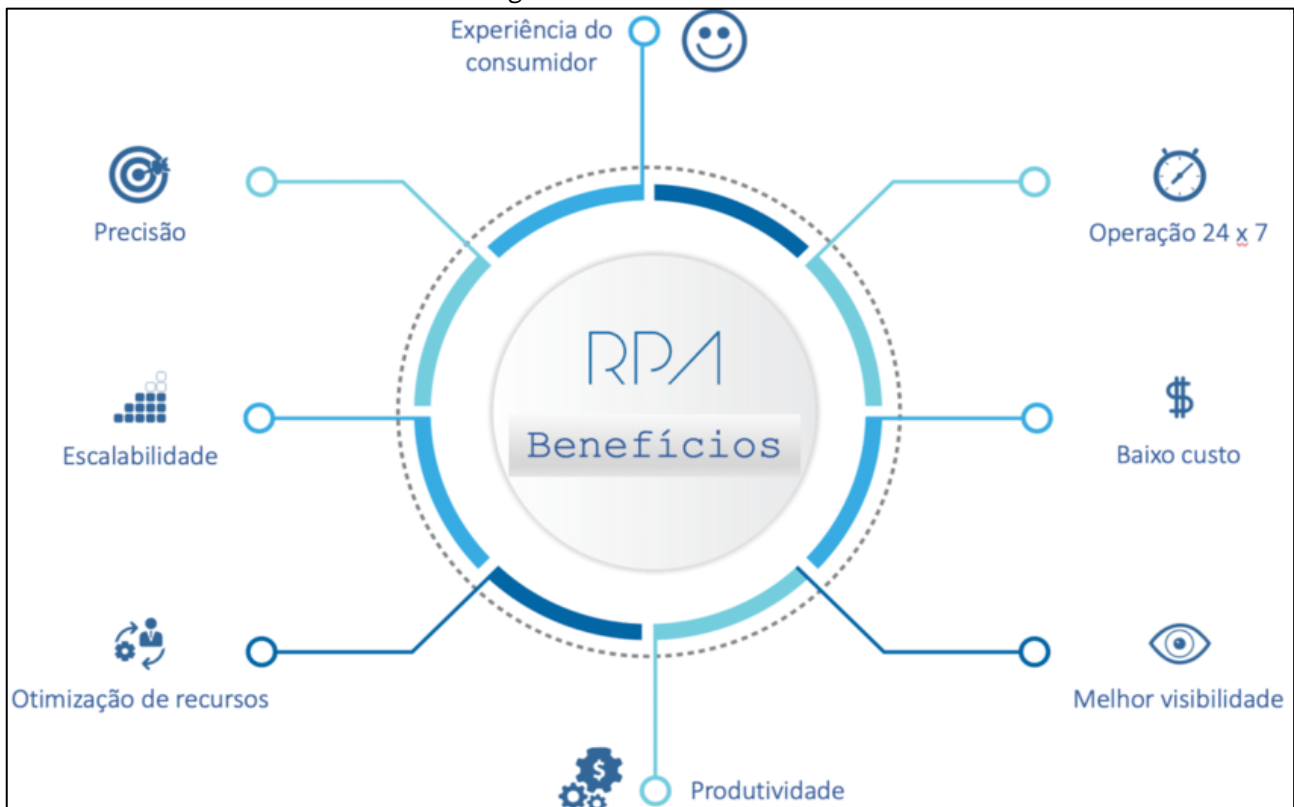 Experiência do
consumidor
Precisão
Operação 24 x 7
RPA
Benefícios
Escalabilidade
Baixo custo
Otimização de recursos
Melhor visibilidade
Produtividade